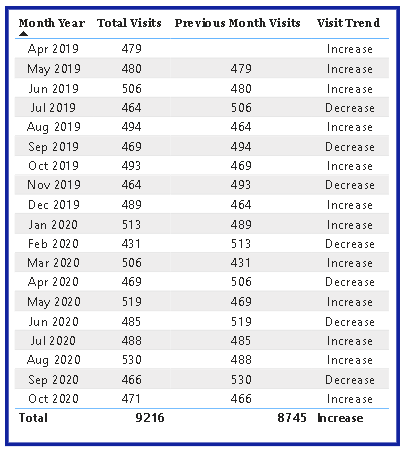 Month Year Total Visits Previous Month Visits Visit Trend
Apr 2019 479 Increase
May 2019 480 479 Increase
Jun 2019 506 480 Increase
Jul 2019 464 506 Decrease
Aug 2019 494 464 Increase
Sep 2019 469 494 Decrease
Oct 2019 493 469 Increase
Nov 2019 464 493 Decrease
Dec 2019 489 464 Increase
Jan 2020 513 489 Increase
Feb 2020 431 513 Decrease
Mar 2020 506 431 Increase
Apr 2020 469 506 Decrease
May 2020 519 469 Increase
Jun 2020 485 519 Decrease
Jul 2020 488 485 Increase
Aug 2020 530 488 Increase
Sep 2020 466 530 Decrease
Oct 2020 471 466 Increase
Total 9216 8745 Increase